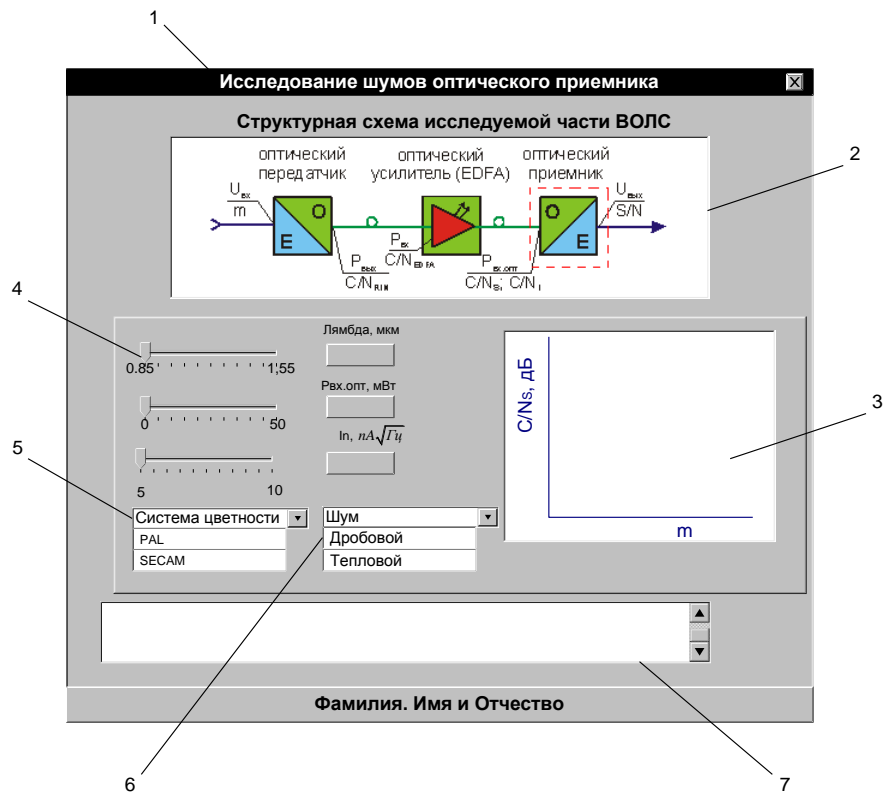 1
Исследование шумов оптического приемника
Структурная схема исследуемой части ВОЛС
2
оптический передатчик
оптический усилитель (EDFA)
оптический приемник
Uвх
m
O
E
Pвых
C/NRIN
Pвх
C/NEDFA
Pвх.опт
C/NS; C/NI
O
E
Uвых
S/N
4
0.85 1,55
Лямбда, мкм
0 50
Рвх.опт, мВт
5 10
In, nA√Гц
C/Ns, дБ
m
3
5
Система цветности
PAL
SECAM
Шум
Дробовой
Тепловой
Фамилия. Имя и Отчество
6
7